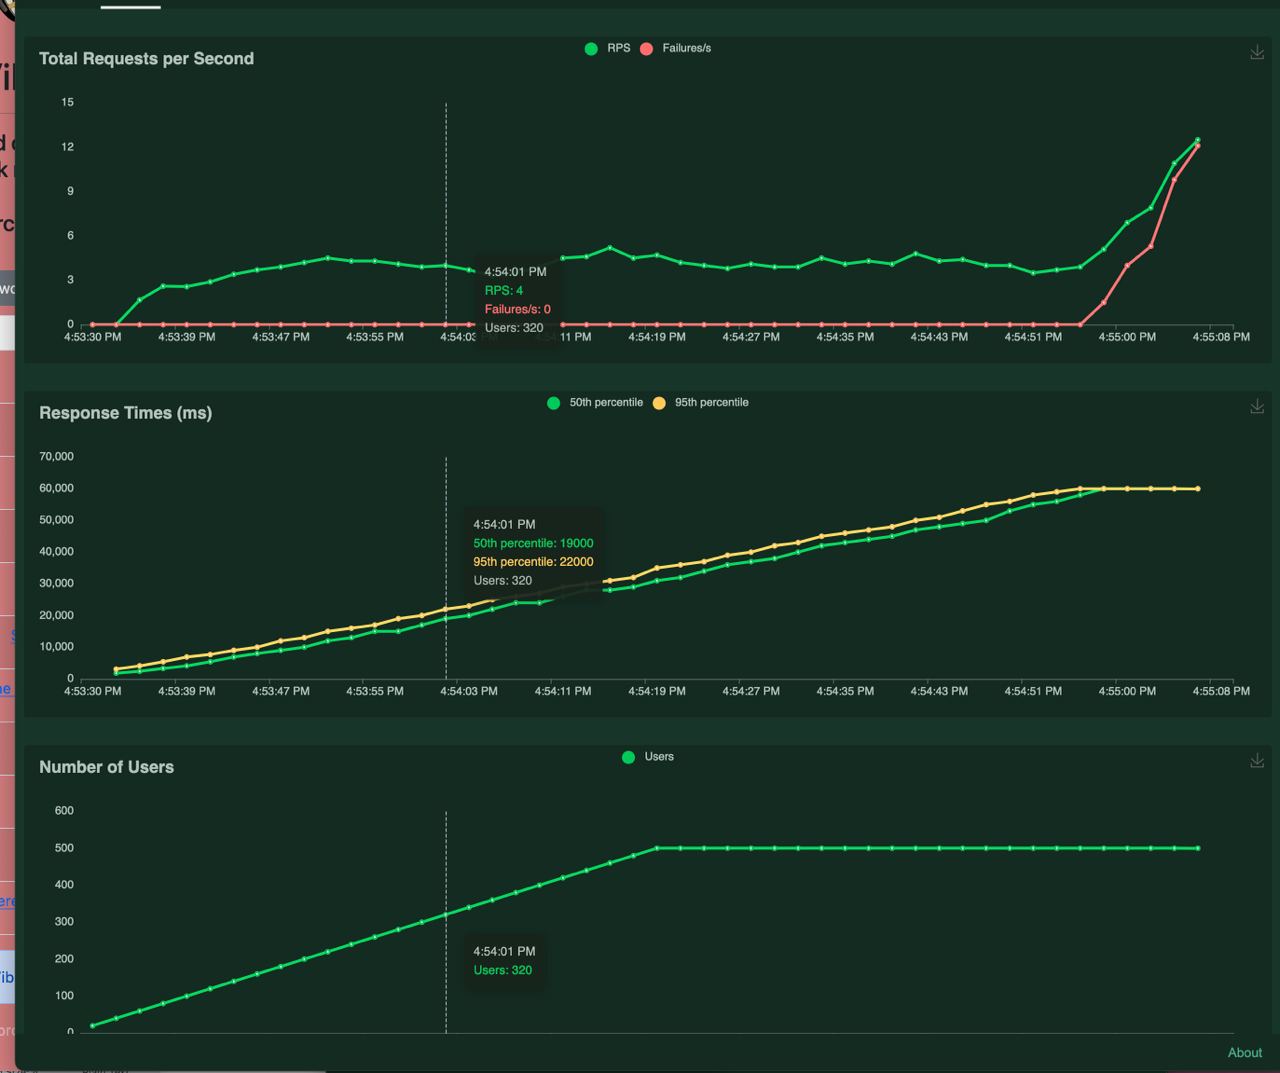 RPS Failures/s
Total Requests per Second
15
12
9
6
3
0
4:54:01 PM
RPS: 4
Failures/s: 0
Users: 320
4:53:30 PM 4:53:39 PM 4:53:47 PM 4:53:55 PM 4:54:03 PM 4:54:11 PM 4:54:19 PM 4:54:27 PM 4:54:35 PM 4:54:43 PM 4:54:51 PM 4:55:00 PM 4:55:08 PM
50th percentile 95th percentile
Response Times (ms)
70,000
60,000
50,000
40,000
30,000
20,000
10,000
0
4:54:01 PM
50th percentile: 19000
95th percentile: 22000
Users: 320
4:53:30 PM 4:53:39 PM 4:53:47 PM 4:53:55 PM 4:54:03 PM 4:54:11 PM 4:54:19 PM 4:54:27 PM 4:54:35 PM 4:54:43 PM 4:54:51 PM 4:55:00 PM 4:55:08 PM
Users
Number of Users
600
500
400
300
200
100
0
4:54:01 PM
Users: 320
About